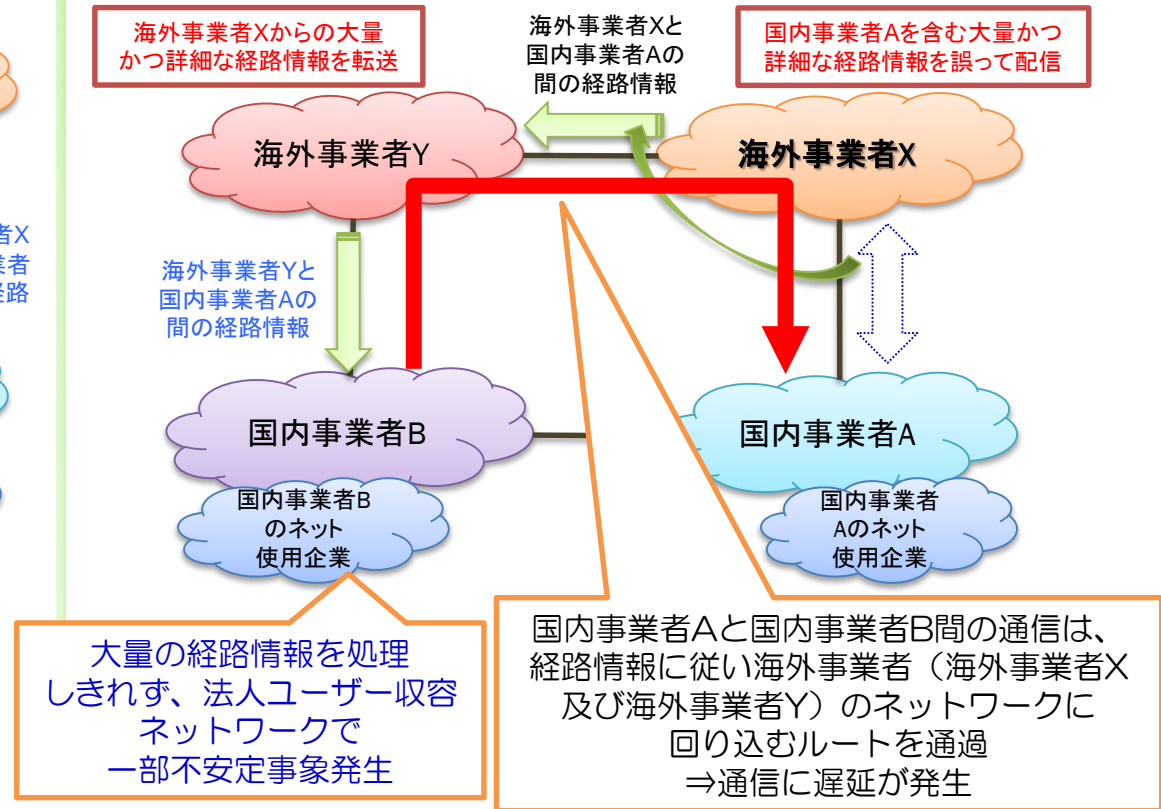 海外事業者Xからの大量
かつ詳細な経路情報を転送
海外事業者Xと
国内事業者Aの
間の経路情報
国内事業者Aを含む大量かつ
詳細な経路情報を誤って配信
海外事業者Y
海外事業者X
者X
業者
経路
海外事業者Yと
国内事業者Aの
間の経路情報
国内事業者B
国内事業者A
国内事業者B
のネット
使用企業
国内事業者
Aのネット
使用企業
大量の経路情報を処理
しきれず、法人ユーザー収容
ネットワークで
一部不安定事象発生
国内事業者Aと国内事業者B間の通信は、
経路情報に従い海外事業者（海外事業者X
及び海外事業者Y）のネットワークに
回り込むルートを通過
⇒通信に遅延が発生